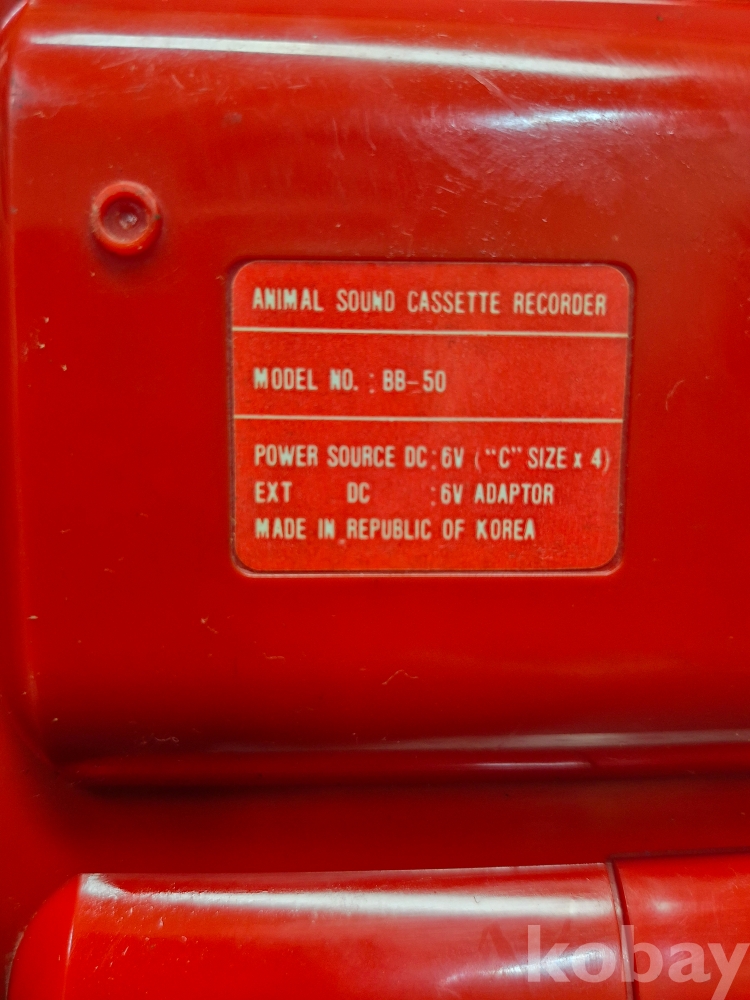 ANIMAL SOUND CASSETTE RECORDER
MODEL NO. : BB-50
POWER SOURCE DC : 6V ("C" SIZE x 4)
EXT DC : 6V ADAPTOR
MADE IN REPUBLIC OF KOREA
kobay